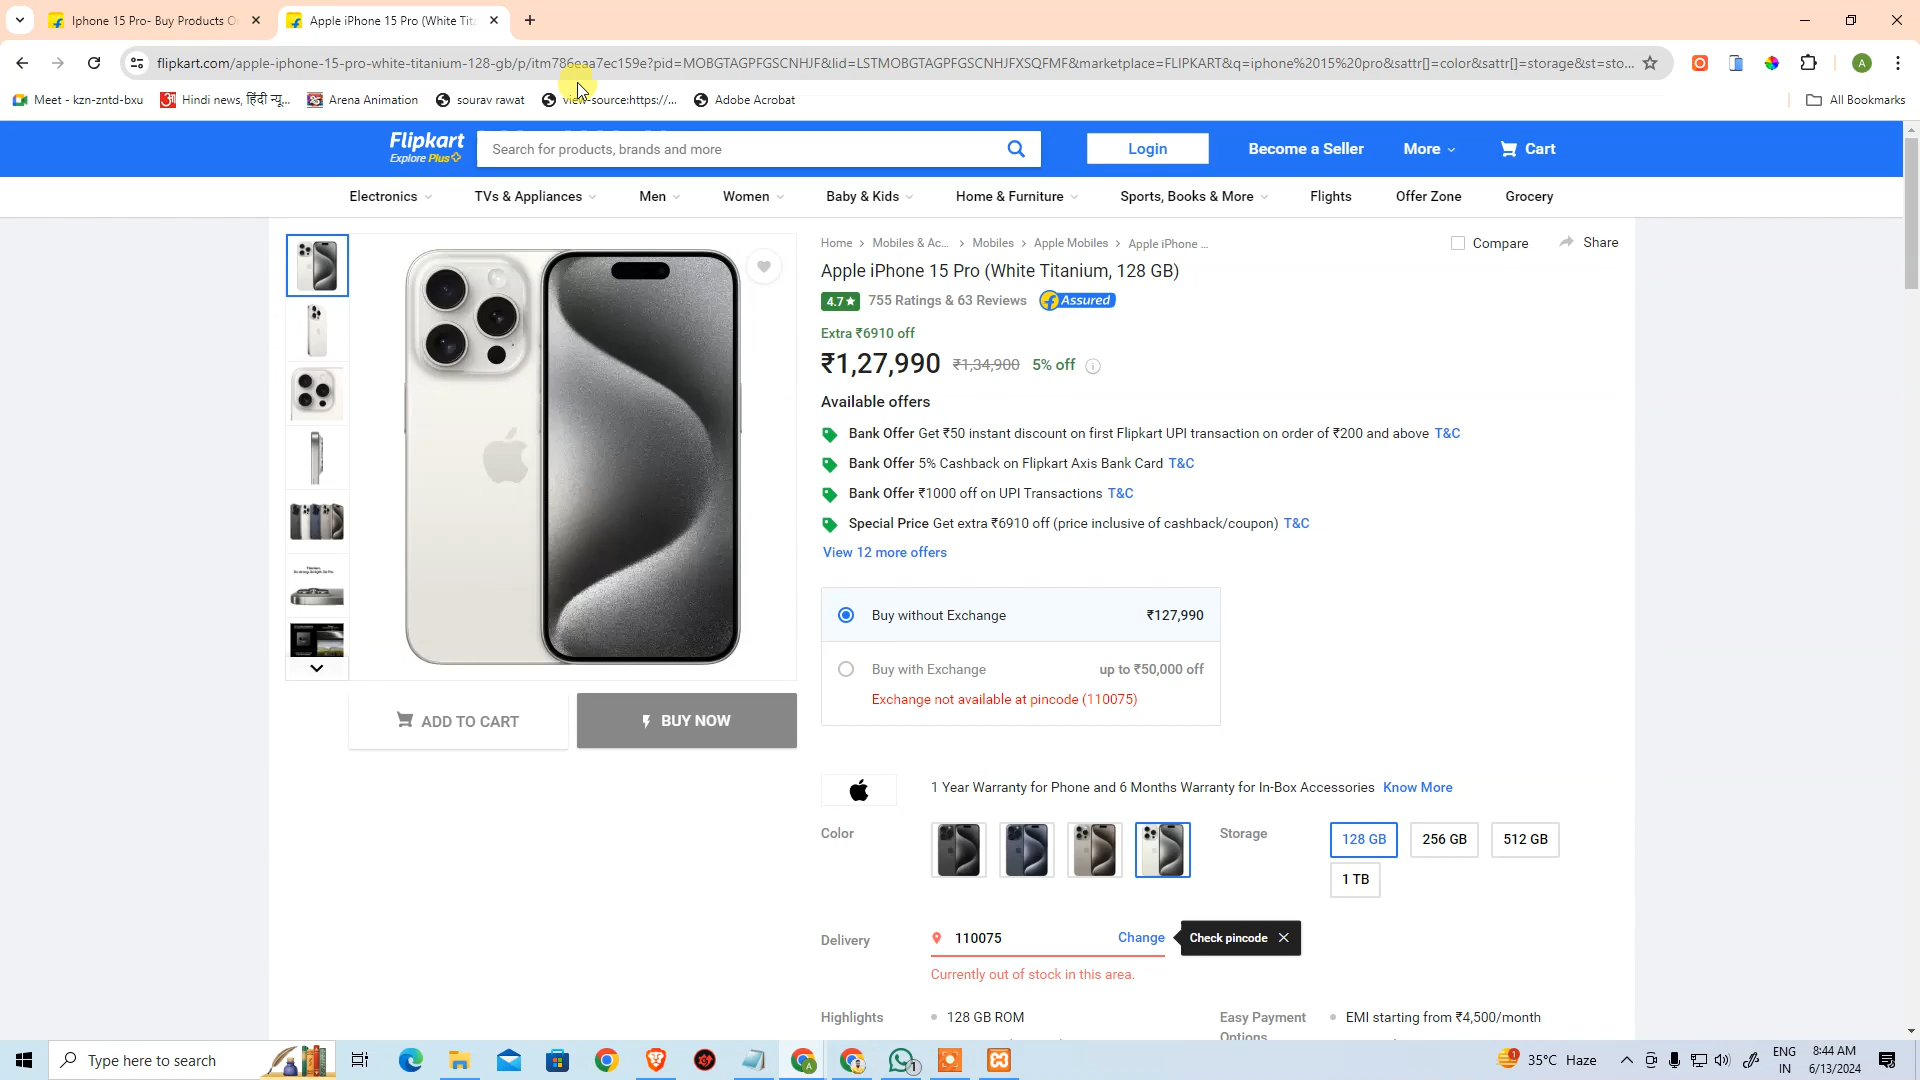 Iphone 15 Pro- Buy Products O
Apple iPhone 15 Pro (White Tita
flipkart.com/apple-iphone-15-pro-white-titanium-128-gb/p/itm786eaa7ec159e?pid=MOBGTAGPFGSCNHJF&lid=LSTMOBGTAGPFGSCNHJFXSQFMF&marketplace=FLIPKART&q=iphone%2015%20pro&sattr[]=color&sattr[]=storage&st=sto...
A
Meet - kzn-zntd-bxu
Hindi news, हिंदी न्यू...
Arena Animation
sourav rawat
view-source:https://...
Adobe Acrobat
All Bookmarks
Flipkart
Explore Plus
Search for products, brands and more
Login
Become a Seller
More
Cart
Electronics
TVs & Appliances
Men
Women
Baby & Kids
Home & Furniture
Sports, Books & More
Flights
Offer Zone
Grocery
Home > Mobiles & Ac... > Mobiles > Apple Mobiles > Apple iPhone ...
Compare
Share
Apple iPhone 15 Pro (White Titanium, 128 GB)
4.7★ 755 Ratings & 63 Reviews Assured
Extra ₹6910 off
₹1,27,990 ₹1,34,900 5% off
Available offers
Bank Offer Get ₹50 instant discount on first Flipkart UPI transaction on order of ₹200 and above T&C
Bank Offer 5% Cashback on Flipkart Axis Bank Card T&C
Bank Offer ₹1000 off on UPI Transactions T&C
Special Price Get extra ₹6910 off (price inclusive of cashback/coupon) T&C
View 12 more offers
Buy without Exchange ₹127,990
Buy with Exchange up to ₹50,000 off
Exchange not available at pincode (110075)
ADD TO CART
BUY NOW
1 Year Warranty for Phone and 6 Months Warranty for In-Box Accessories Know More
Color
Storage
128 GB
256 GB
512 GB
1 TB
Delivery
110075
Change
Check pincode
Currently out of stock in this area.
Highlights
128 GB ROM
Easy Payment
Options
EMI starting from ₹4,500/month
Type here to search
1
1
35°C Haze
ENG
IN
8:44 AM
6/13/2024